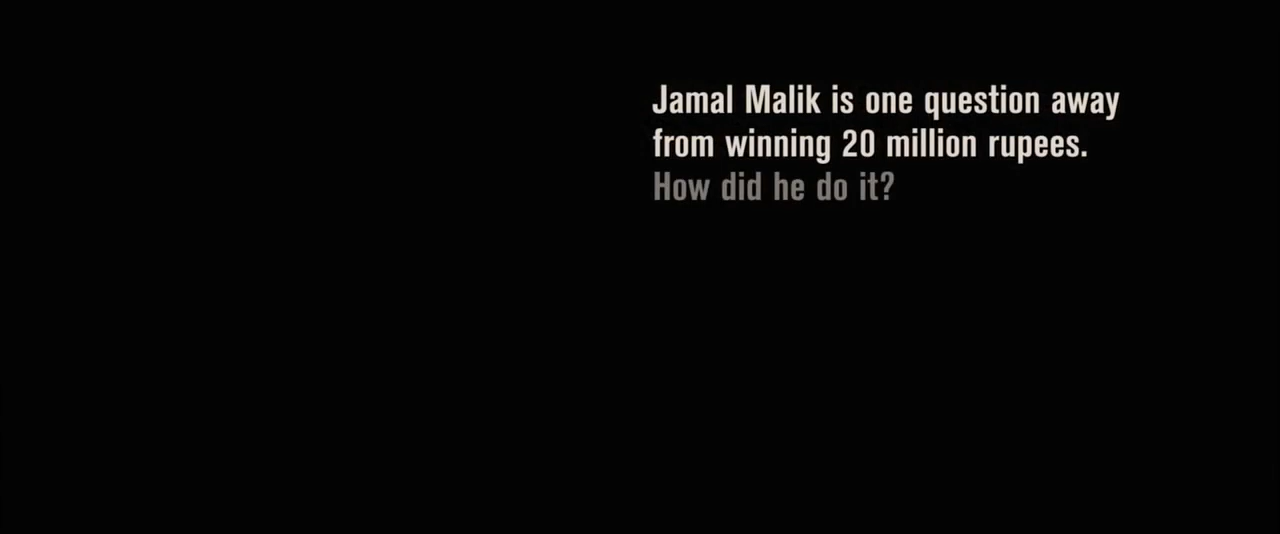 Jamal Malik is one question away
from winning 20 million rupees.
How did he do it?